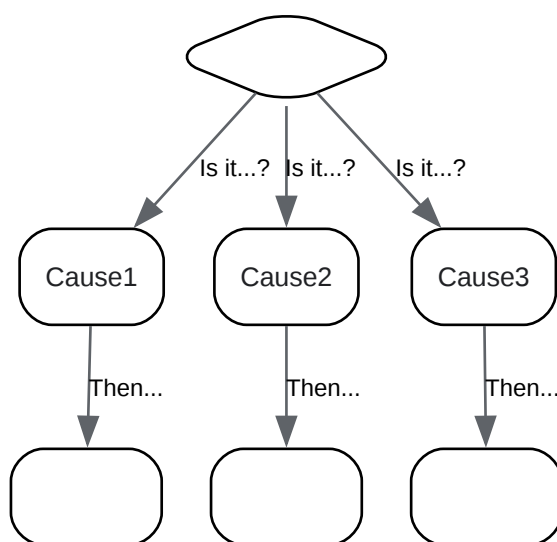 Is it...?
Is it...?
Is it...?
Cause1
Cause2
Cause3
Then...
Then...
Then...